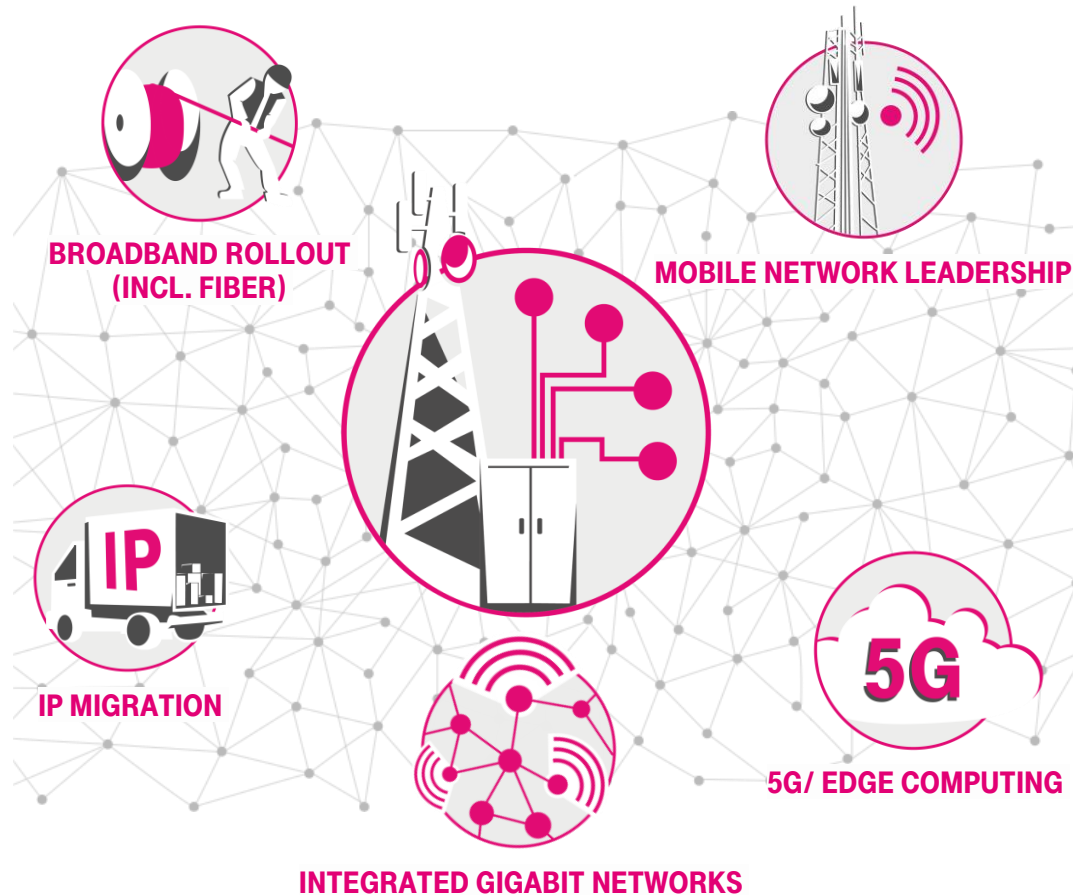 BROADBAND ROLLOUT
(INCL. FIBER)
MOBILE NETWORK LEADERSHIP
IP
IP MIGRATION
5G
5G/ EDGE COMPUTING
INTEGRATED GIGABIT NETWORKS